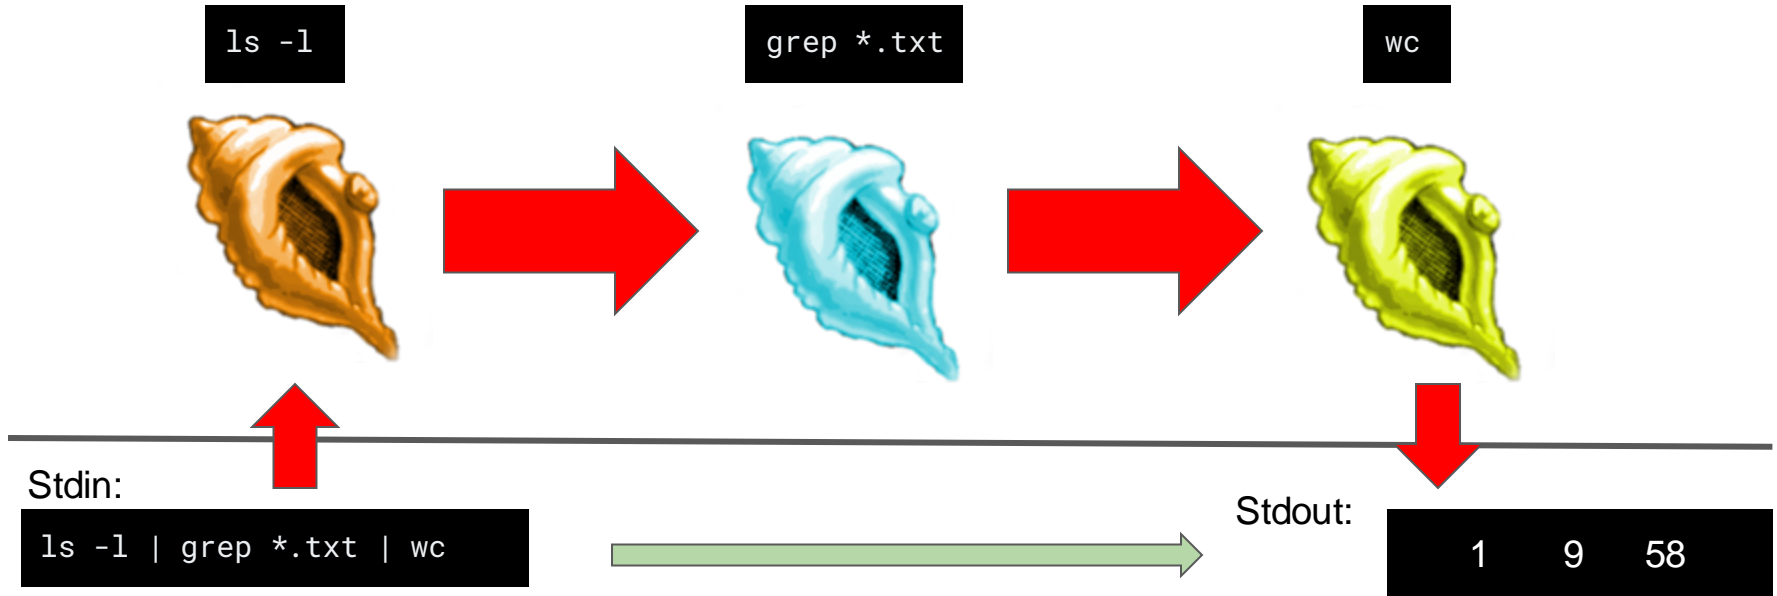 ls -l
grep *.txt
wc
Stdin:
ls -l | grep *.txt | wc
Stdout:
1 9 58